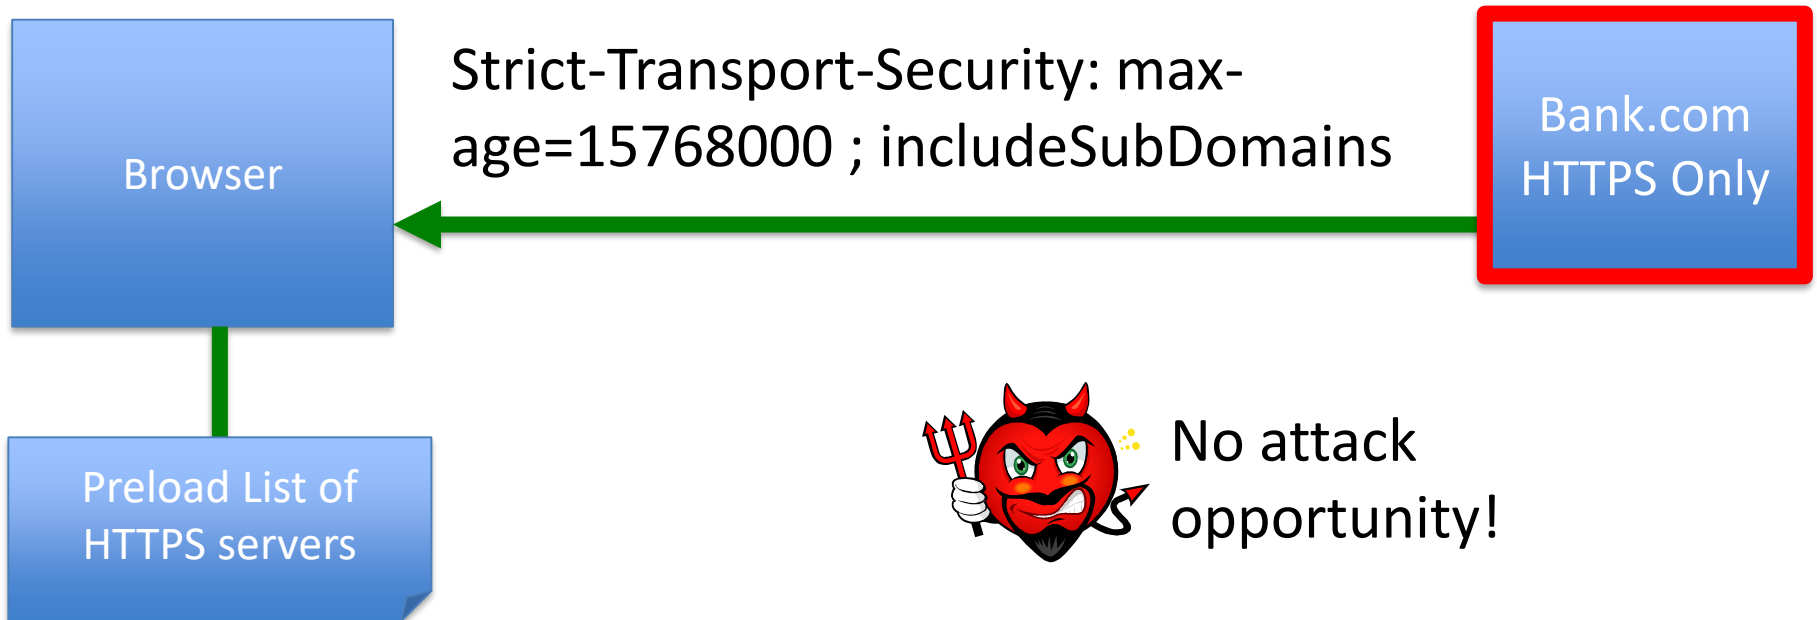 Strict-Transport-Security: max-
age=15768000 ; includeSubDomains
Browser
Bank.com
HTTPS Only
Preload List of
HTTPS servers
No attack
opportunity!